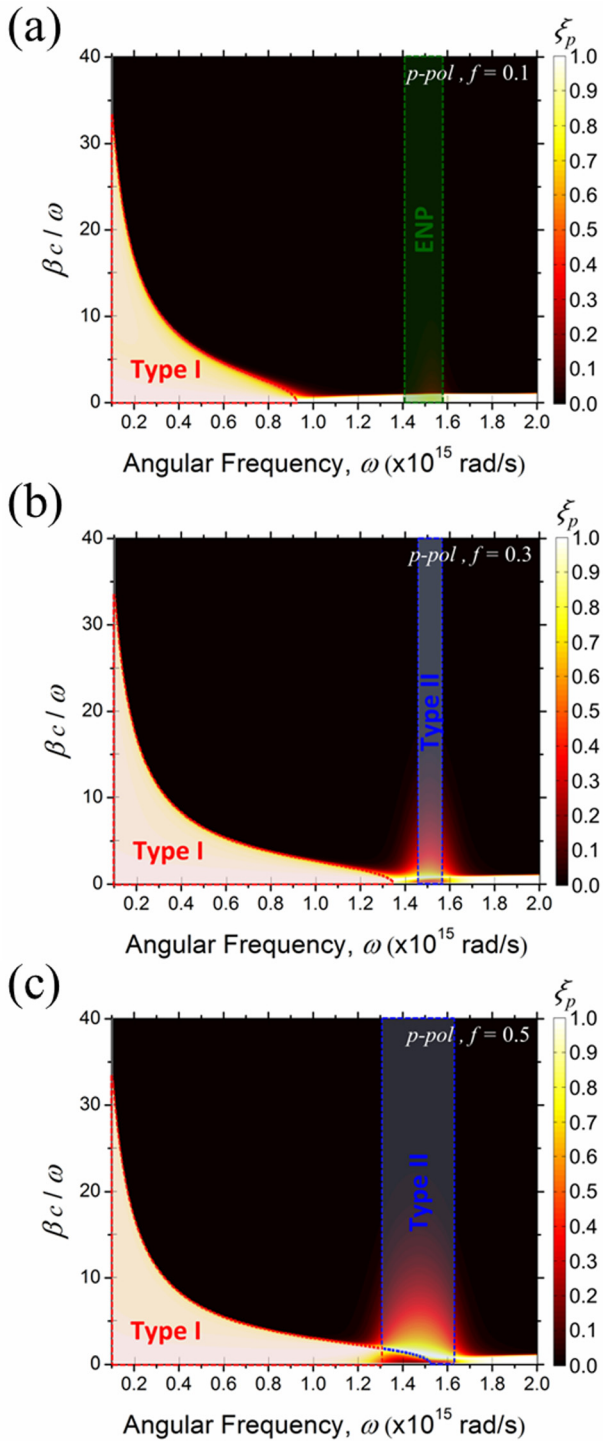 (a)
ξp
p-pol , f = 0.1
1.0
0.9
0.8
0.7
0.6
0.5
0.4
0.3
0.2
0.1
0.0
40
30
20
10
0
β c / ω
Type I
ENP
0.2 0.4 0.6 0.8 1.0 1.2 1.4 1.6 1.8 2.0
Angular Frequency, ω (x10¹⁵ rad/s)
(b)
ξp
p-pol , f = 0.3
1.0
0.9
0.8
0.7
0.6
0.5
0.4
0.3
0.2
0.1
0.0
40
30
20
10
0
β c / ω
Type I
Type II
0.2 0.4 0.6 0.8 1.0 1.2 1.4 1.6 1.8 2.0
Angular Frequency, ω (x10¹⁵ rad/s)
(c)
ξp
p-pol , f = 0.5
1.0
0.9
0.8
0.7
0.6
0.5
0.4
0.3
0.2
0.1
0.0
40
30
20
10
0
β c / ω
Type I
Type II
0.2 0.4 0.6 0.8 1.0 1.2 1.4 1.6 1.8 2.0
Angular Frequency, ω (x10¹⁵ rad/s)